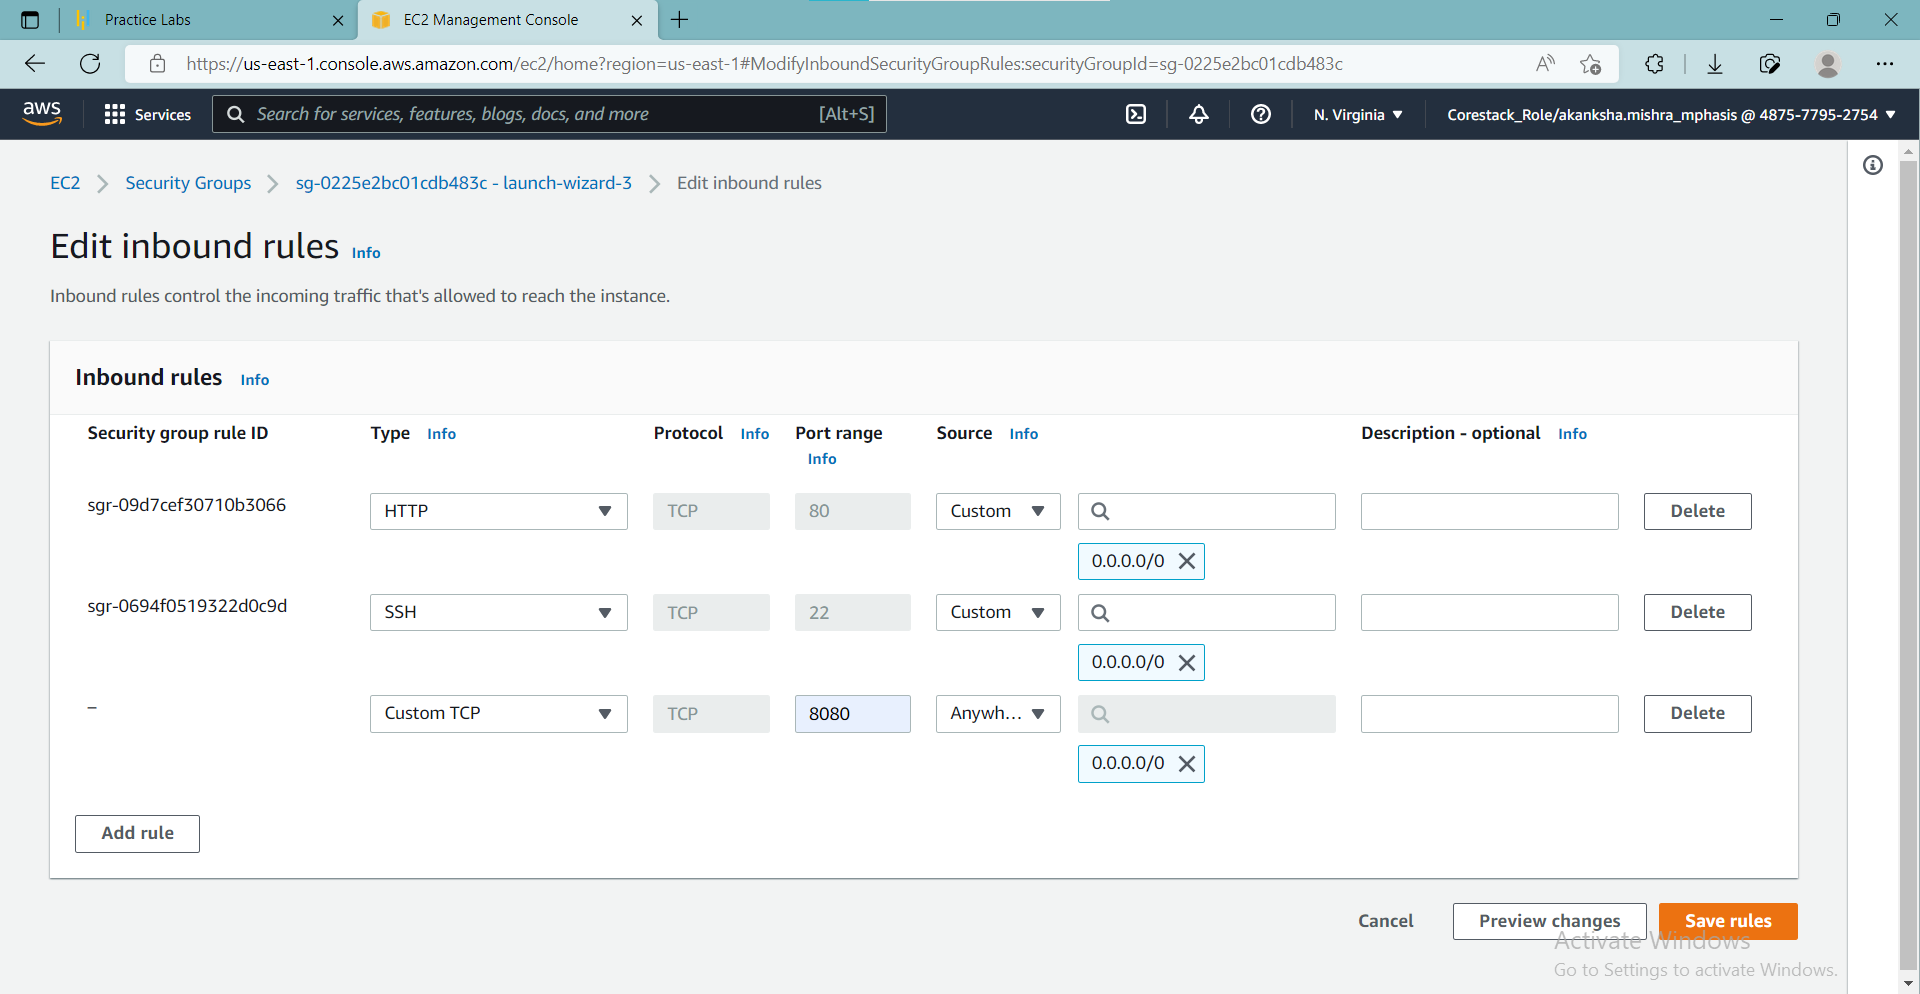 Practice Labs
EC2 Management Console
https://us-east-1.console.aws.amazon.com/ec2/home?region=us-east-1#ModifyInboundSecurityGroupRules:securityGroupId=sg-0225e2bc01cdb483c
aws
Services
Search for services, features, blogs, docs, and more
[Alt+S]
N. Virginia
Corestack_Role/akanksha.mishra_mphasis @ 4875-7795-2754
EC2
Security Groups
sg-0225e2bc01cdb483c - launch-wizard-3
Edit inbound rules
Edit inbound rules Info
Inbound rules control the incoming traffic that's allowed to reach the instance.
Inbound rules Info
Security group rule ID
Type Info
Protocol Info
Port range
Info
Source Info
Description - optional Info
sgr-09d7cef30710b3066
HTTP
TCP
80
Custom
0.0.0.0/0
Delete
sgr-0694f0519322d0c9d
SSH
TCP
22
Custom
0.0.0.0/0
Delete
–
Custom TCP
TCP
8080
Anywh...
0.0.0.0/0
Delete
Add rule
Cancel
Preview changes
Save rules
Activate Windows
Go to Settings to activate Windows.